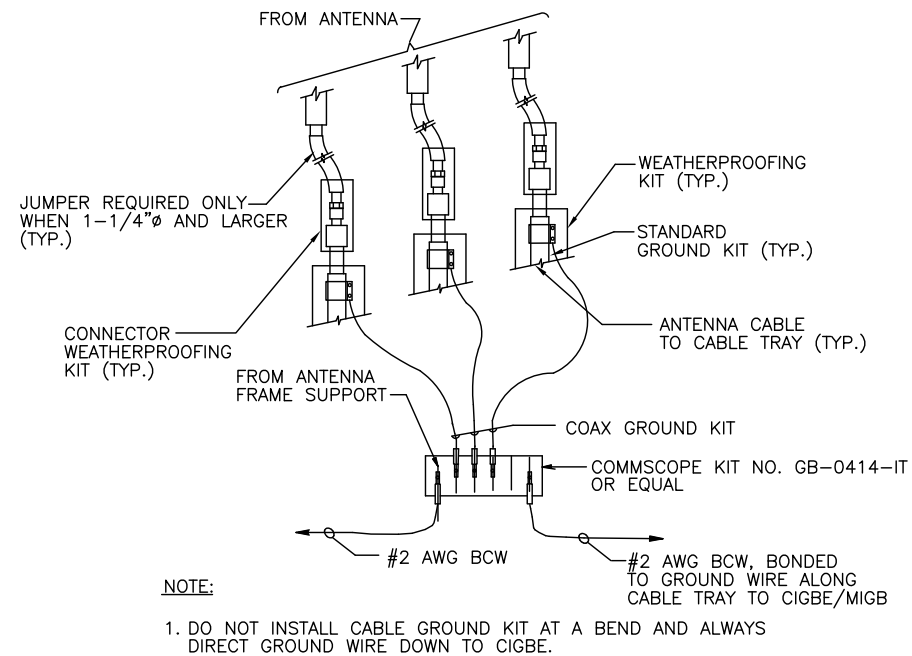 FROM ANTENNA
JUMPER REQUIRED ONLY
WHEN 1-1/4"ø AND LARGER
(TYP.)
WEATHERPROOFING
KIT (TYP.)
STANDARD
GROUND KIT (TYP.)
CONNECTOR
WEATHERPROOFING
KIT (TYP.)
ANTENNA CABLE
TO CABLE TRAY (TYP.)
FROM ANTENNA
FRAME SUPPORT
COAX GROUND KIT
COMMSCOPE KIT NO. GB-0414-IT
OR EQUAL
#2 AWG BCW
#2 AWG BCW, BONDED
TO GROUND WIRE ALONG
CABLE TRAY TO CIGBE/MIGB
NOTE:
1. DO NOT INSTALL CABLE GROUND KIT AT A BEND AND ALWAYS
DIRECT GROUND WIRE DOWN TO CIGBE.